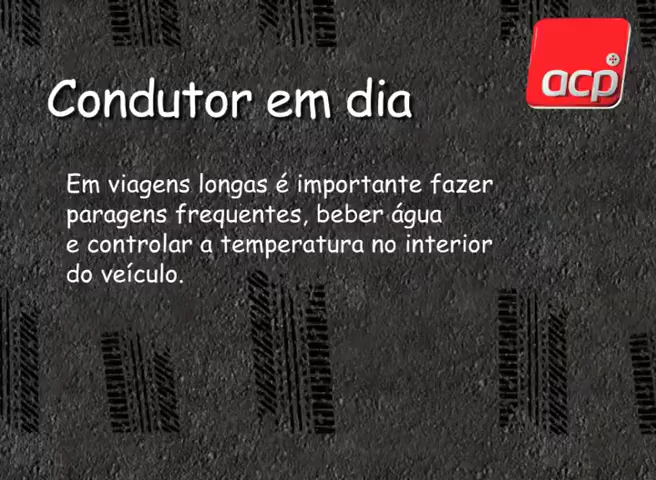 acp
Condutor em dia
Em viagens longas é importante fazer
paragens frequentes, beber água
e controlar a temperatura no interior
do veículo.